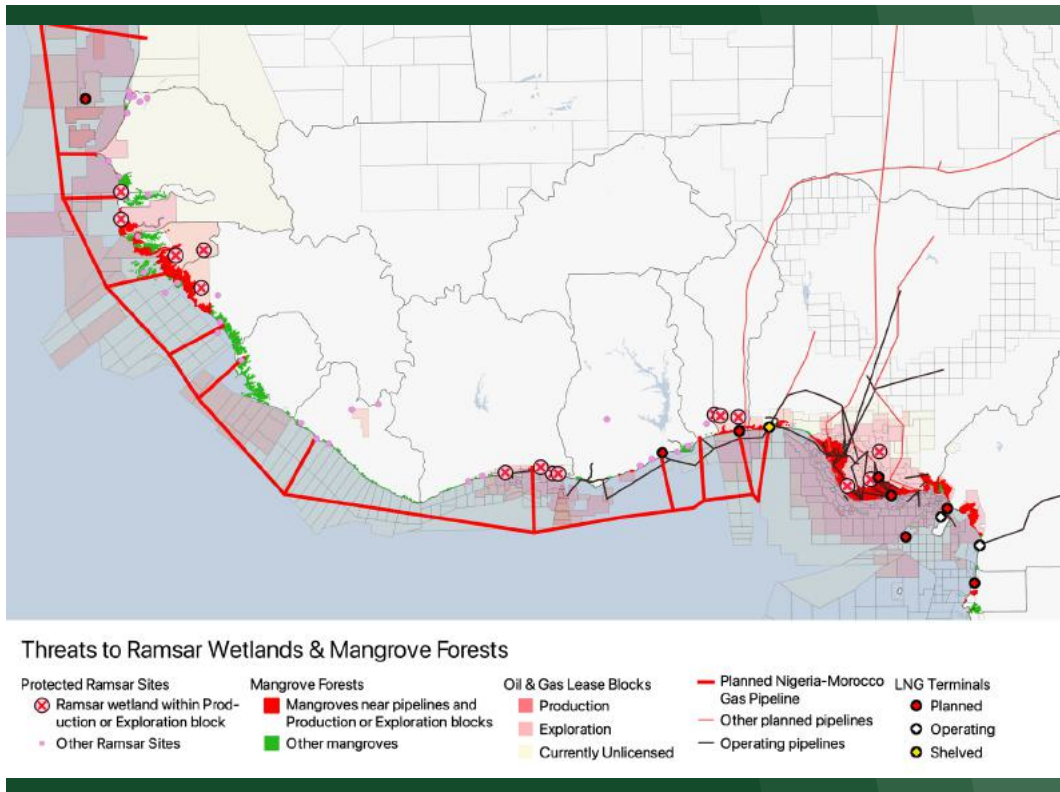 Threats to Ramsar Wetlands & Mangrove Forests
Protected Ramsar Sites
Ramsar wetland within Prod-
uction or Exploration block
Other Ramsar Sites
Mangrove Forests
Mangroves near pipelines and
Production or Exploration blocks
Other mangroves
Oil & Gas Lease Blocks
Production
Exploration
Currently Unlicensed
Planned Nigeria-Morocco
Gas Pipeline
Other planned pipelines
Operating pipelines
LNG Terminals
Planned
Operating
Shelved